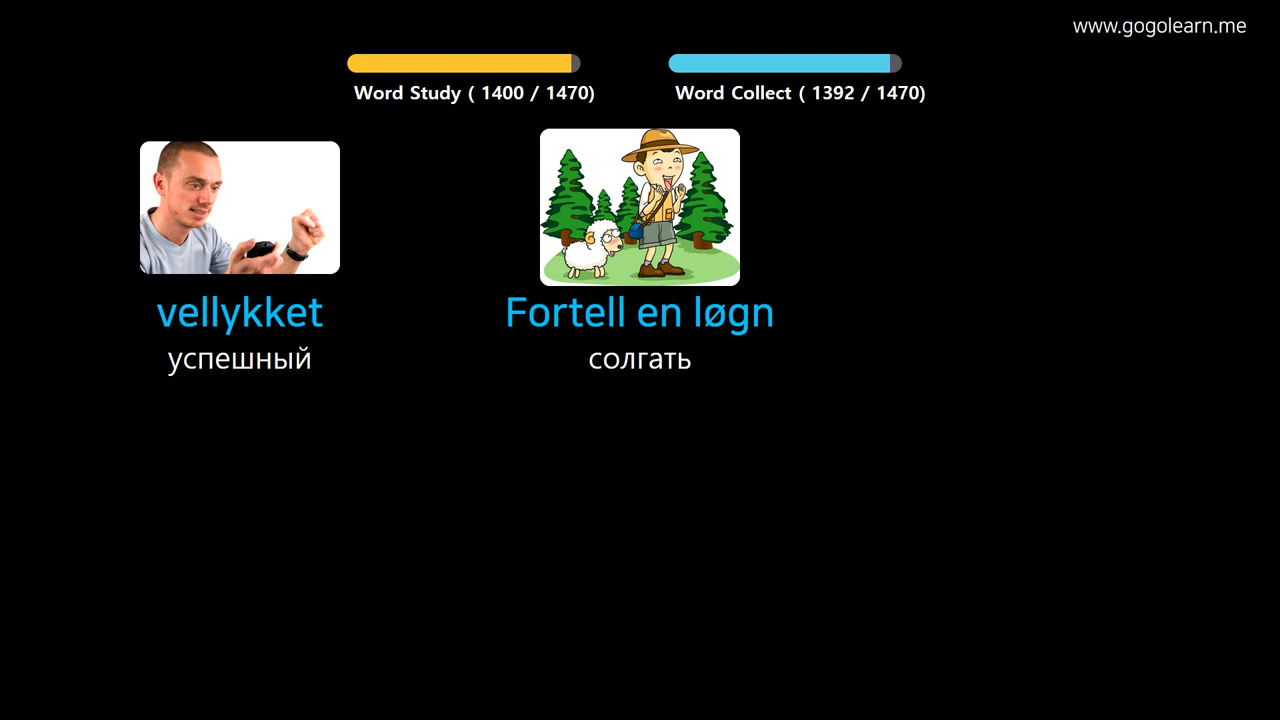 www.gogolearn.me
Word Study ( 1400 / 1470)
Word Collect ( 1392 / 1470)
vellykket
успешный
Fortell en løgn
солгать